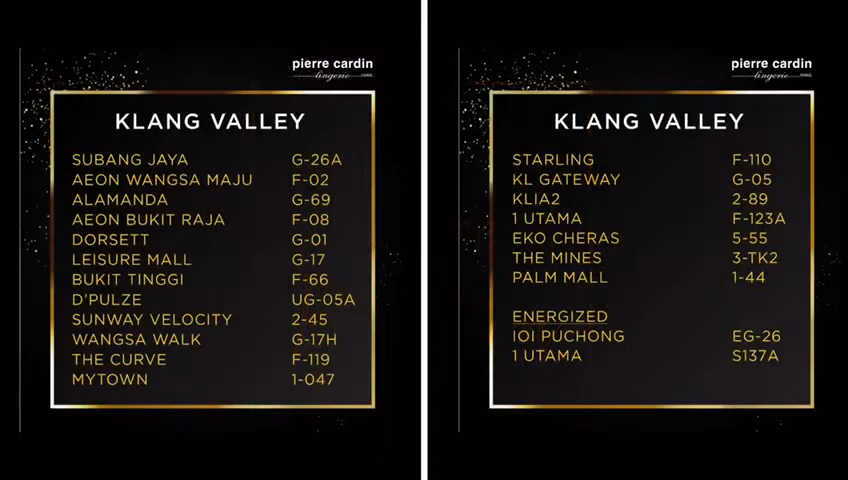 pierre cardin
lingerie PARIS
KLANG VALLEY
SUBANG JAYA G-26A
AEON WANGSA MAJU F-02
ALAMANDA G-69
AEON BUKIT RAJA F-08
DORSETT G-01
LEISURE MALL G-17
BUKIT TINGGI F-66
D'PULZE UG-05A
SUNWAY VELOCITY 2-45
WANGSA WALK G-17H
THE CURVE F-119
MYTOWN 1-047
pierre cardin
lingerie PARIS
KLANG VALLEY
STARLING F-110
KL GATEWAY G-05
KLIA2 2-89
1 UTAMA F-123A
EKO CHERAS 5-55
THE MINES 3-TK2
PALM MALL 1-44
ENERGIZED
IOI PUCHONG EG-26
1 UTAMA S137A